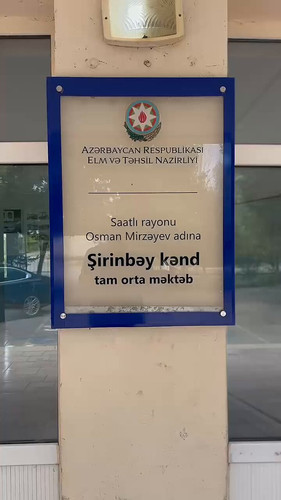 AZƏRBAYCAN RESPUBLİKASI
ELM VƏ TƏHSİL NAZİRLİYİ
Saatlı rayonu
Osman Mirzəyev adına
Şirinbəy kənd
tam orta məktəb